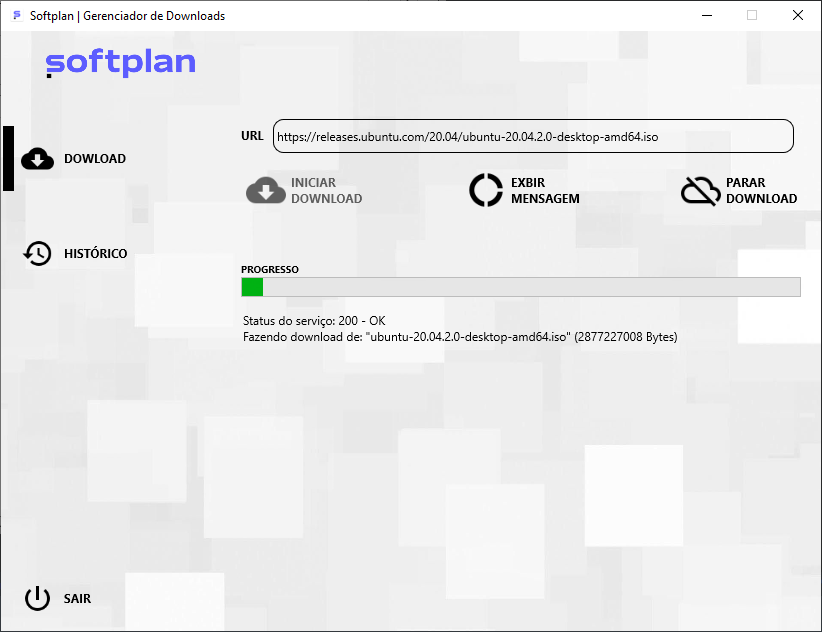 Softplan | Gerenciador de Downloads
softplan
URL https://releases.ubuntu.com/20.04/ubuntu-20.04.2.0-desktop-amd64.iso
DOWLOAD
INICIAR
DOWNLOAD
EXBIR
MENSAGEM
PARAR
DOWNLOAD
HISTÓRICO
PROGRESSO
Status do serviço: 200 - OK
Fazendo download de: "ubuntu-20.04.2.0-desktop-amd64.iso" (2877227008 Bytes)
SAIR